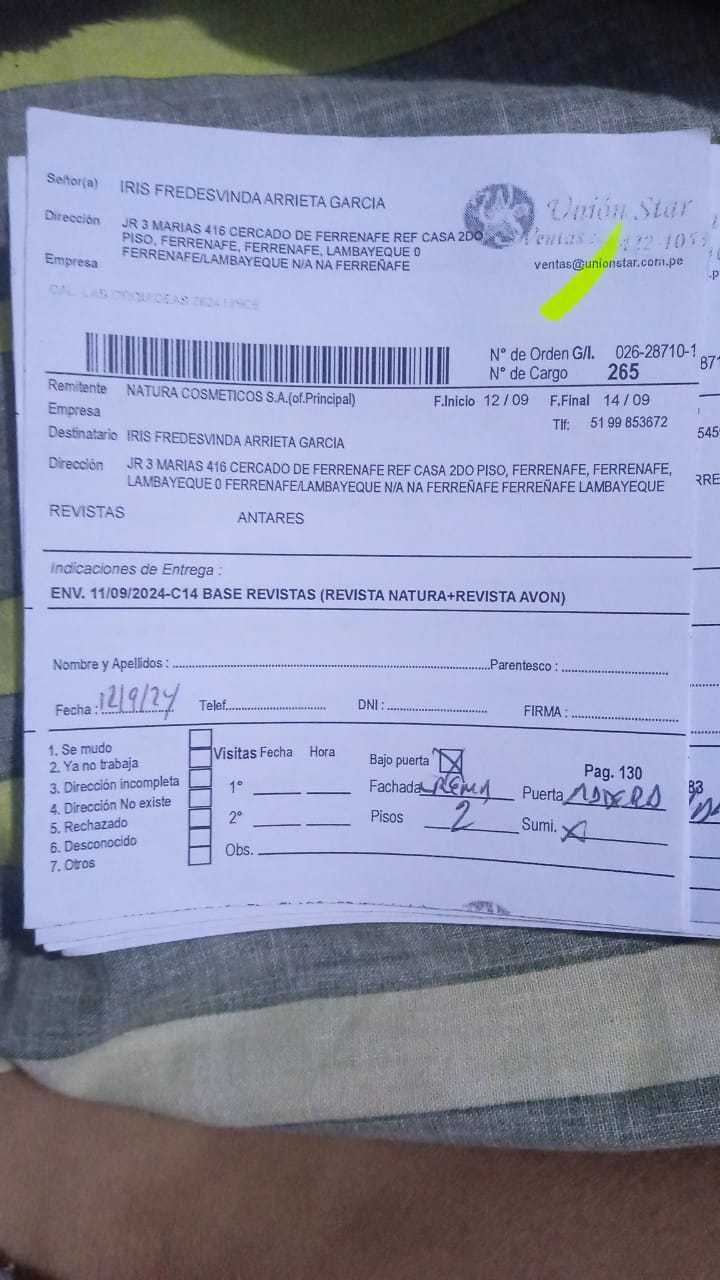 Señor(a) IRIS FREDESVINDA ARRIETA GARCIA
Unión Star
Ventas
ventas@unionstar.com.pe
Dirección JR 3 MARIAS 416 CERCADO DE FERRENAFE REF CASA 2DO
PISO, FERRENAFE, FERRENAFE, LAMBAYEQUE 0
Empresa FERRENAFE/LAMBAYEQUE N/A NA FERREÑAFE
N° de Orden G/I. 026-28710-1
N° de Cargo 265
Remitente NATURA COSMETICOS S.A.(of.Principal) F.Inicio 12 / 09 F.Final 14 / 09
Empresa Tlf: 51 99 853672
Destinatario IRIS FREDESVINDA ARRIETA GARCIA
Dirección JR 3 MARIAS 416 CERCADO DE FERRENAFE REF CASA 2DO PISO, FERRENAFE, FERRENAFE,
LAMBAYEQUE 0 FERRENAFE/LAMBAYEQUE N/A NA FERREÑAFE FERREÑAFE LAMBAYEQUE
REVISTAS ANTARES
Indicaciones de Entrega :
ENV. 11/09/2024-C14 BASE REVISTAS (REVISTA NATURA+REVISTA AVON)
Nombre y Apellidos : Parentesco :
Fecha : 12/9/24 Telef. DNI : FIRMA :
1. Se mudo
2. Ya no trabaja
3. Dirección incompleta
4. Dirección No existe
5. Rechazado
6. Desconocido
7. Otros
Visitas Fecha Hora
1°
2°
Obs.
Bajo puerta X Pag. 130
Fachada CREMA Puerta MADERA
Pisos 2 Sumi. X